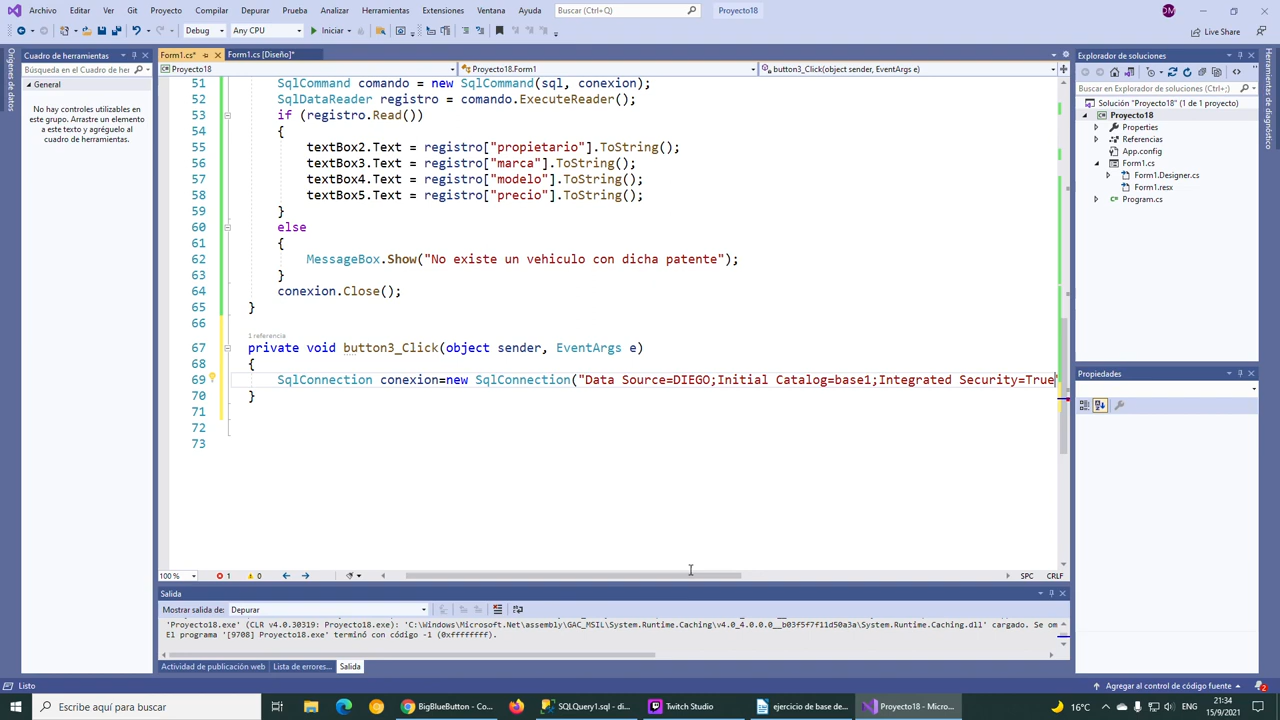 Archivo Editar Ver Git Proyecto Compilar Depurar Prueba Analizar Herramientas Extensiones Ventana Ayuda Buscar (Ctrl+Q) Proyecto18 DM
Debug Any CPU Iniciar Live Share
Orígenes de datos
Cuadro de herramientas
Búsqueda en el Cuadro de her
General
No hay controles utilizables en
este grupo. Arrastre un elemento
a este texto y agréguelo al
cuadro de herramientas.
Form1.cs* Form1.cs [Diseño]*
Proyecto18 Proyecto18.Form1 button3_Click(object sender, EventArgs e)
51 SqlCommand comando = new SqlCommand(sql, conexion);
52 SqlDataReader registro = comando.ExecuteReader();
53 if (registro.Read())
54 {
55 textBox2.Text = registro["propietario"].ToString();
56 textBox3.Text = registro["marca"].ToString();
57 textBox4.Text = registro["modelo"].ToString();
58 textBox5.Text = registro["precio"].ToString();
59 }
60 else
61 {
62 MessageBox.Show("No existe un vehiculo con dicha patente");
63 }
64 conexion.Close();
65 }
66
1 referencia
67 private void button3_Click(object sender, EventArgs e)
68 {
69 SqlConnection conexion=new SqlConnection("Data Source=DIEGO;Initial Catalog=base1;Integrated Security=True
70 }
71
72
73
100 % 1 0 SPC CRLF
Salida
Mostrar salida de: Depurar
'Proyecto18.exe' (CLR v4.0.30319: Proyecto18.exe): 'C:\Windows\Microsoft.Net\assembly\GAC_MSIL\System.Runtime.Caching\v4.0_4.0.0.0__b03f5f7f11d50a3a\System.Runtime.Caching.dll' cargado. Se om
El programa '[9708] Proyecto18.exe' terminó con código -1 (0xffffffff).
Actividad de publicación web Lista de errores... Salida
Explorador de soluciones
Buscar en Explorador de soluciones (Ctrl+;)
Solución "Proyecto18" (1 de 1 proyecto)
Proyecto18
Properties
Referencias
App.config
Form1.cs
Form1.Designer.cs
Form1.resx
Program.cs
Propiedades
Herramientas de diagnóstico
Listo Agregar al control de código fuente 2
Escribe aquí para buscar BigBlueButton - Co... SQLQuery1.sql - di... Twitch Studio ejercicio de base de... Proyecto18 - Micro... 16°C ENG 21:34
15/9/2021 2